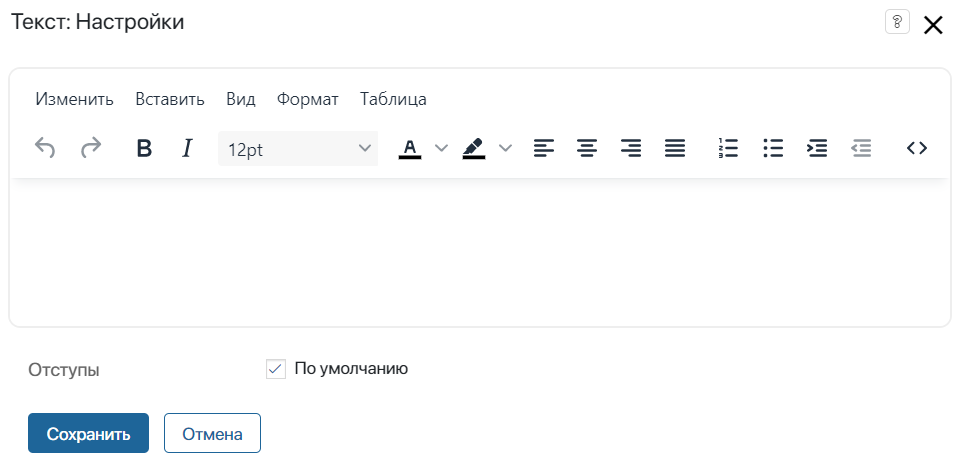 Текст: Настройки ?
Изменить Вставить Вид Формат Таблица
B I 12pt A
Отступы По умолчанию
Сохранить Отмена